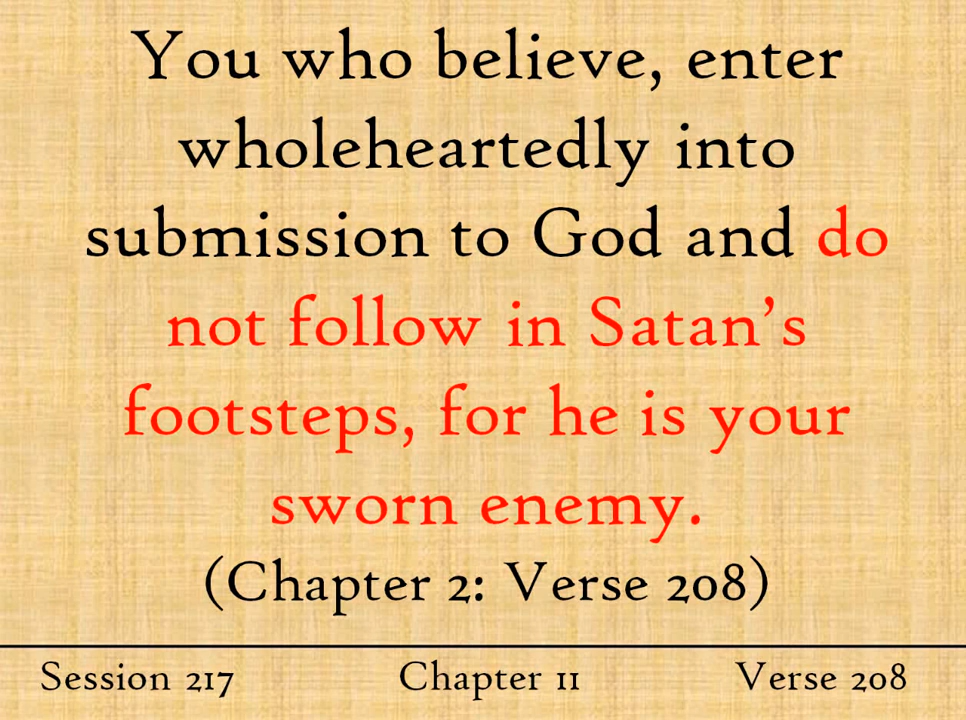 You who believe, enter
wholeheartedly into
submission to God and do
not follow in Satan’s
footsteps, for he is your
sworn enemy.
(Chapter 2: Verse 208)
Session 217 Chapter 11 Verse 208